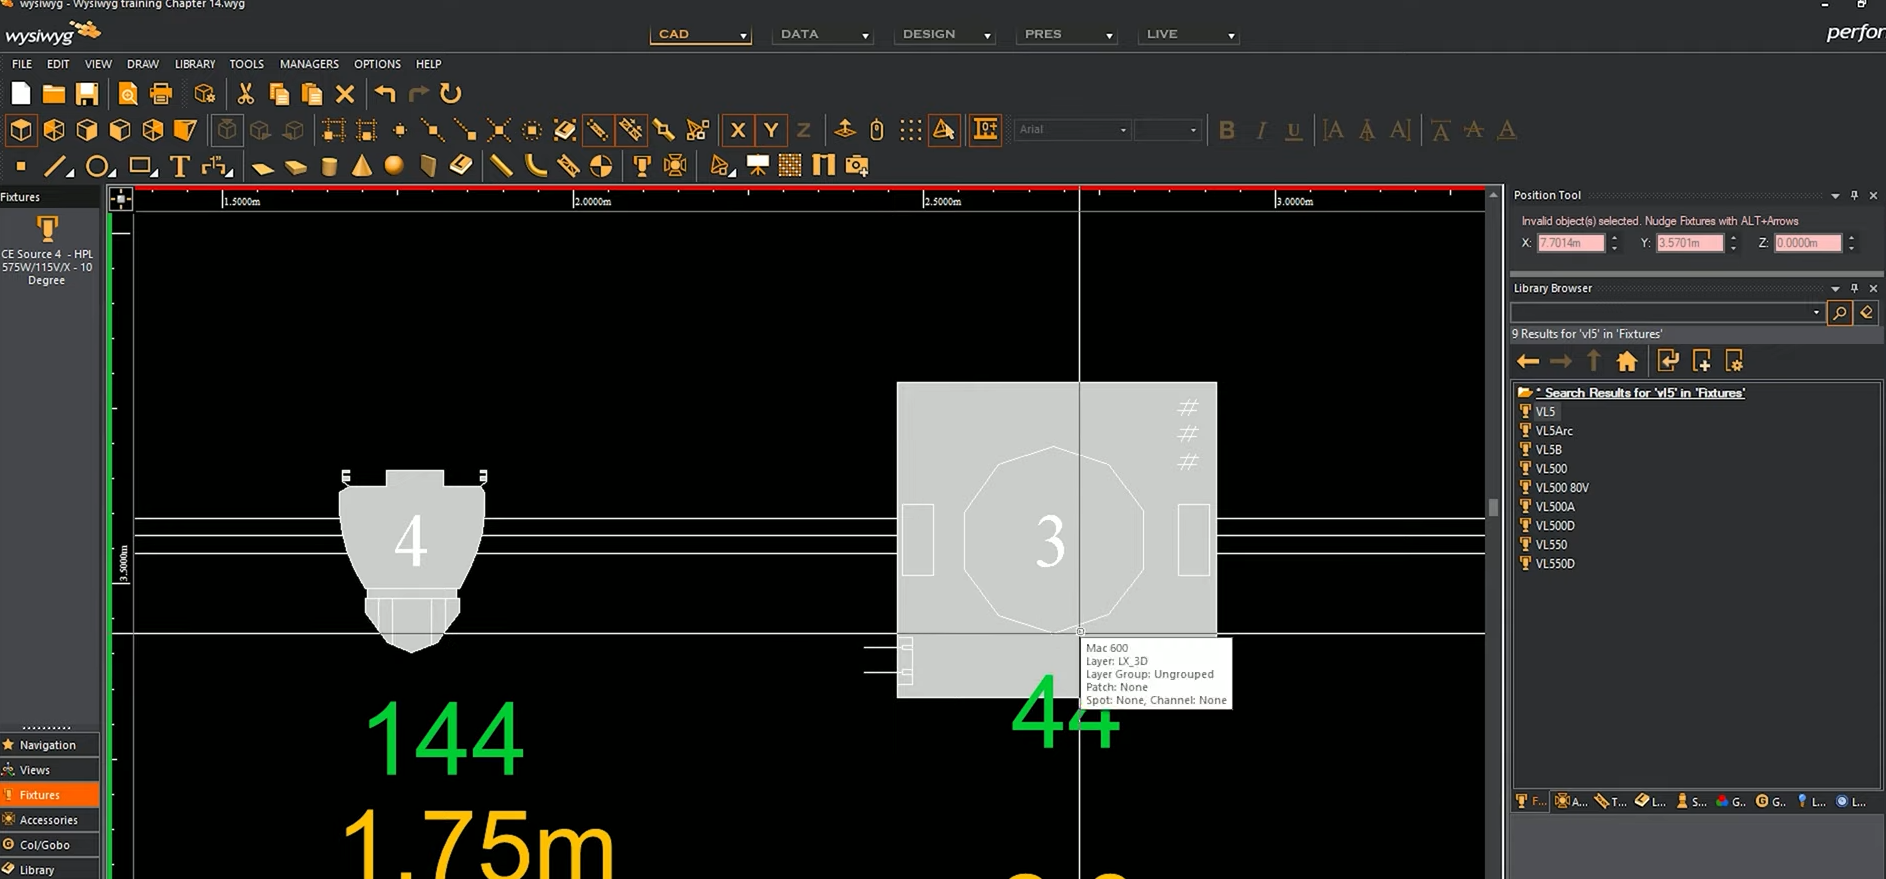 wysiwyg - Wysiwyg training Chapter 14.wyg
wysiwyg
CAD
DATA
DESIGN
PRES
LIVE
perfor
FILE EDIT VIEW DRAW LIBRARY TOOLS MANAGERS OPTIONS HELP
X Y Z
Arial
B I U A A A A A A
T
Fixtures
CE Source 4 - HPL
575W/115V/X - 10
Degree
Navigation
Views
Fixtures
Accessories
Col/Gobo
Library
1.5000m
2.0000m
2.5000m
3.0000m
3.5000m
4
3
#
#
#
144
44
1.75m
Mac 600
Layer: LX_3D
Layer Group: Ungrouped
Patch: None
Spot: None, Channel: None
Position Tool
Invalid object(s) selected. Nudge Fixtures with ALT+Arrows
X: 7.7014m Y: 3.5701m Z: 0.0000m
Library Browser
9 Results for 'vl5' in 'Fixtures'
* Search Results for 'vl5' in 'Fixtures'
VL5
VL5Arc
VL5B
VL500
VL500 80V
VL500A
VL500D
VL550
VL550D
F... A... T... L... S... G.. G.. L... L...